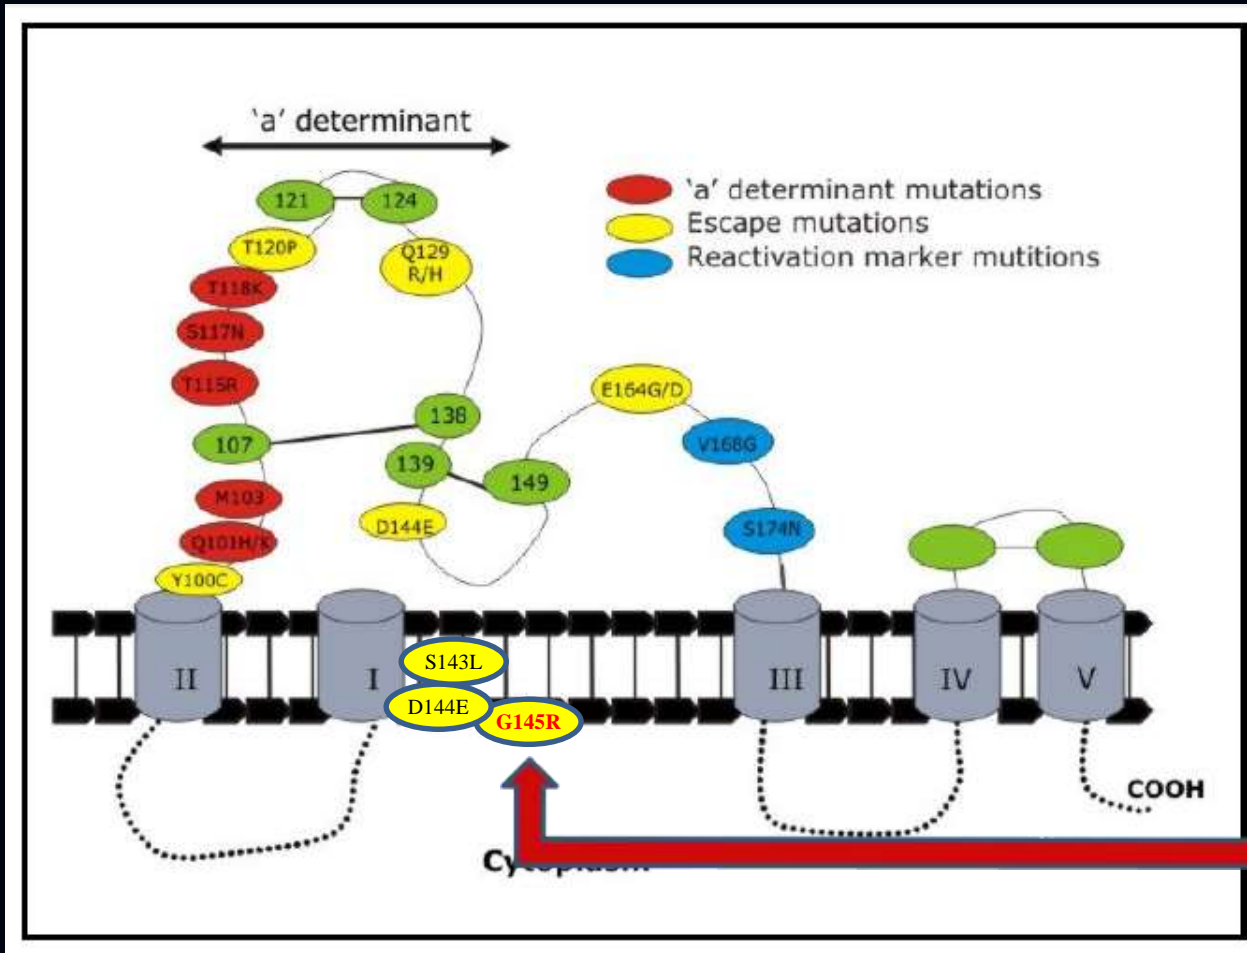 ‘a’ determinant
‘a’ determinant mutations
Escape mutations
Reactivation marker mutitions
121
124
T120P
Q129
R/H
T118K
S117N
T115R
107
138
139
149
M103
Q101H/K
Y100C
D144E
E164G/D
V168G
S174N
II
I
III
IV
V
S143L
D144E
G145R
COOH
Cytoplasm